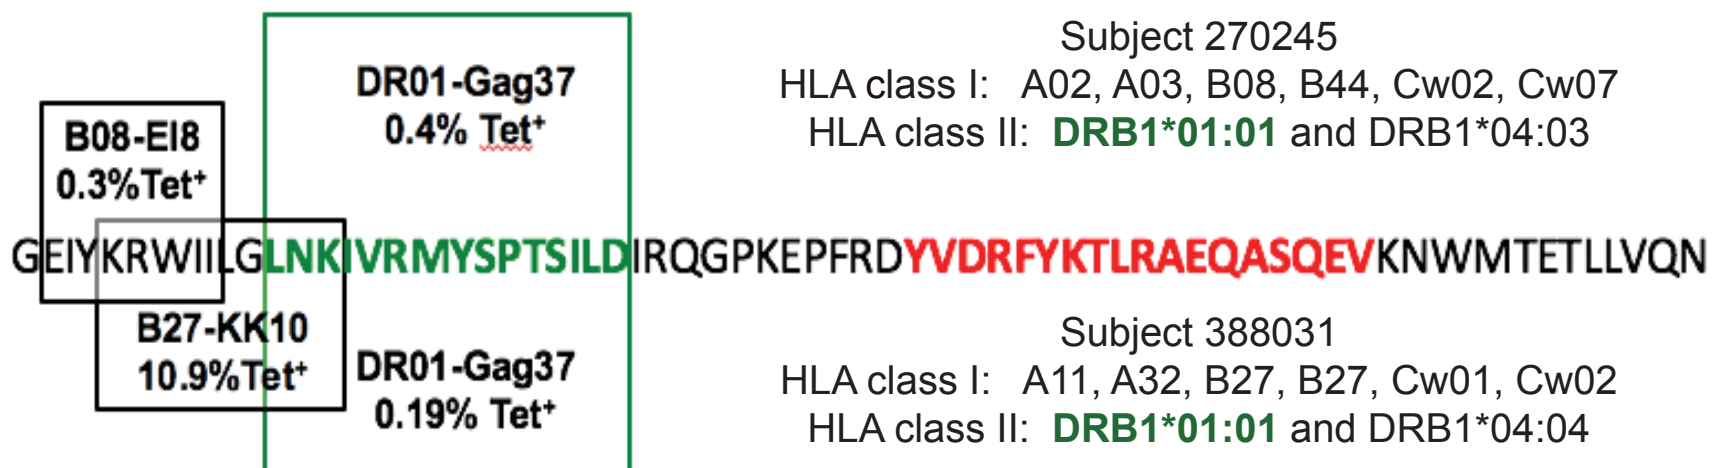 Subject 270245
HLA class I: A02, A03, B08, B44, Cw02, Cw07
HLA class II: DRB1*01:01 and DRB1*04:03
DR01-Gag37
0.4% Tet+
B08-EI8
0.3%Tet+
GEIYKRWIILGLNKIVRMYSPTSILDIRQGPKEPFRDYVDRFYKTLRAEQASQEVKNWMTETLLVQN
B27-KK10
10.9%Tet+
DR01-Gag37
0.19% Tet+
Subject 388031
HLA class I: A11, A32, B27, B27, Cw01, Cw02
HLA class II: DRB1*01:01 and DRB1*04:04